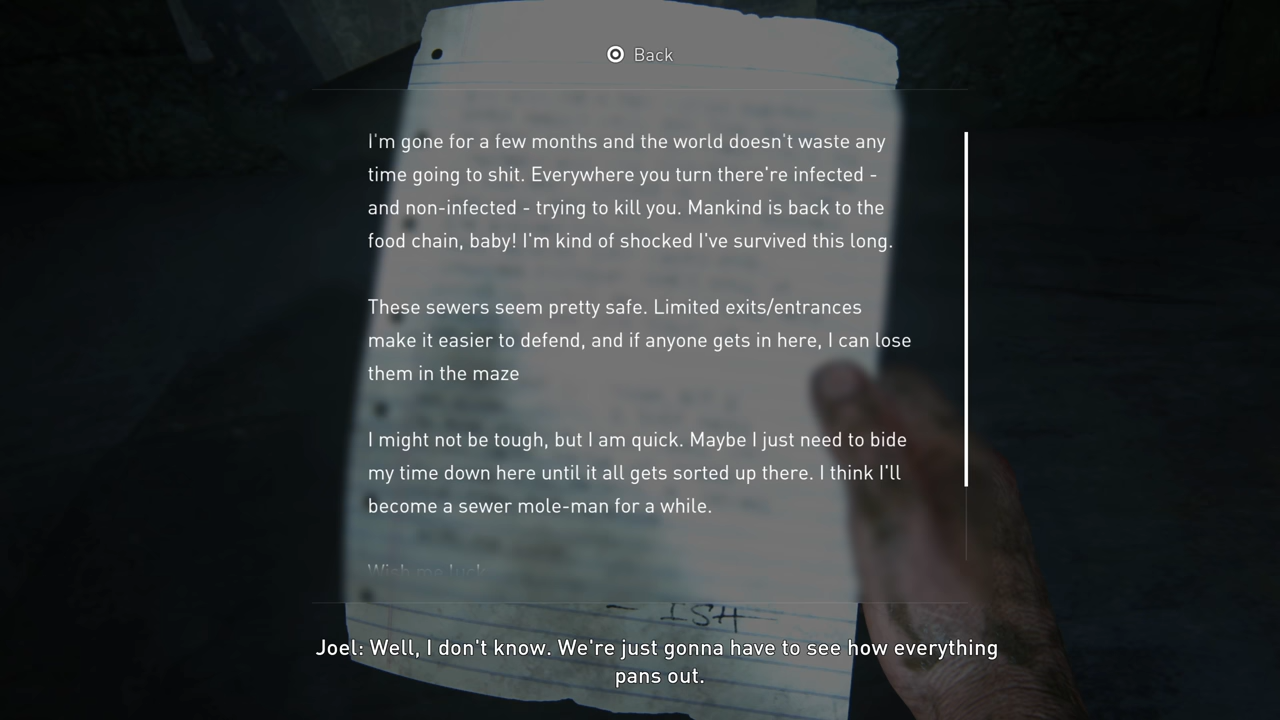 Back
I'm gone for a few months and the world doesn't waste any
time going to shit. Everywhere you turn there're infected -
and non-infected - trying to kill you. Mankind is back to the
food chain, baby! I'm kind of shocked I've survived this long.
These sewers seem pretty safe. Limited exits/entrances
make it easier to defend, and if anyone gets in here, I can lose
them in the maze
I might not be tough, but I am quick. Maybe I just need to bide
my time down here until it all gets sorted up there. I think I'll
become a sewer mole-man for a while.
Wish me luck
- ISH
Joel: Well, I don't know. We're just gonna have to see how everything
pans out.